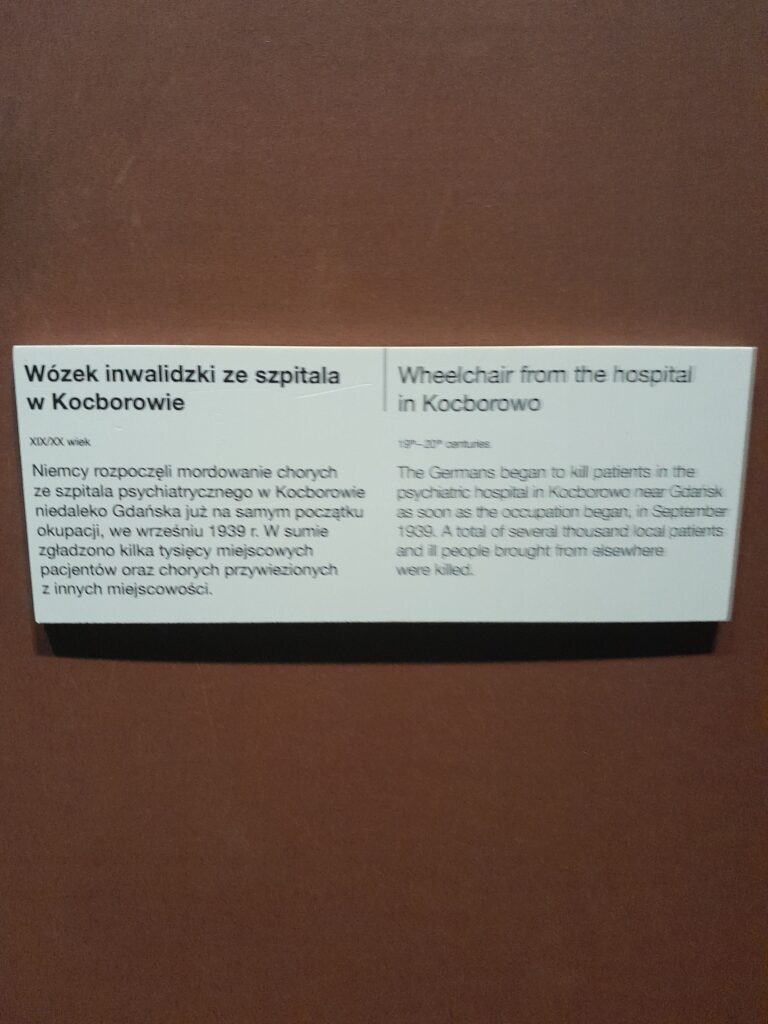 Wózek inwalidzki ze szpitala
w Kocborowie
XIX/XX wiek
Niemcy rozpoczęli mordowanie chorych
ze szpitala psychiatrycznego w Kocborowie
niedaleko Gdańska już na samym początku
okupacji, we wrześniu 1939 r. W sumie
zgładzono kilka tysięcy miejscowych
pacjentów oraz chorych przywiezionych
z innych miejscowości.
Wheelchair from the hospital
in Kocborowo
19th–20th centuries
The Germans began to kill patients in the
psychiatric hospital in Kocborowo near Gdańsk
as soon as the occupation began, in September
1939. A total of several thousand local patients
and ill people brought from elsewhere
were killed.